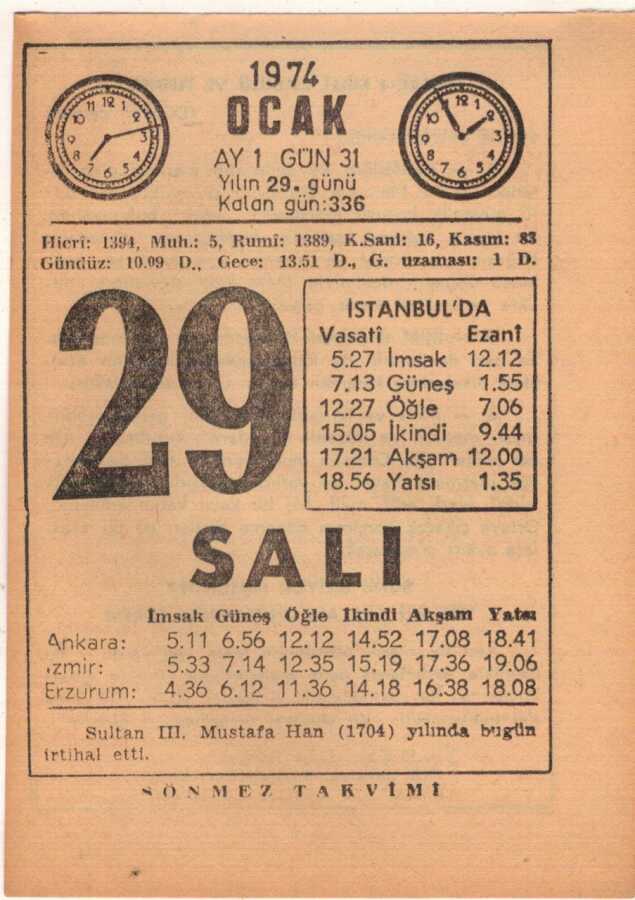 1974
OCAK
AY 1 GÜN 31
Yılın 29. günü
Kalan gün:336
Hicrî: 1394, Muh.: 5, Rumî: 1389, K.Sani: 16, Kasım: 83
Gündüz: 10.09 D., Gece: 13.51 D., G. uzaması: 1 D.
29
İSTANBUL'DA
Vasatî Ezanî
5.27 İmsak 12.12
7.13 Güneş 1.55
12.27 Öğle 7.06
15.05 İkindi 9.44
17.21 Akşam 12.00
18.56 Yatsı 1.35
SALI
İmsak Güneş Öğle İkindi Akşam Yatsı
Ankara: 5.11 6.56 12.12 14.52 17.08 18.41
zmir: 5.33 7.14 12.35 15.19 17.36 19.06
Erzurum: 4.36 6.12 11.36 14.18 16.38 18.08
Sultan III. Mustafa Han (1704) yılında bugün
irtihal etti.
SÖNMEZ TAKVİMİ